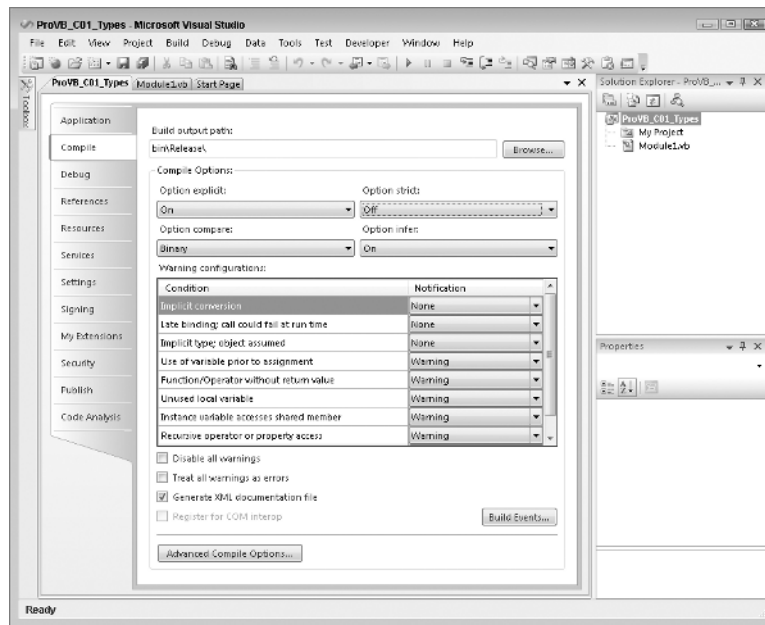 ProVB_C01_Types - Microsoft Visual Studio
File Edit View Project Build Debug Data Tools Test Developer Window Help
Toolbox
ProVB_C01_Types Module1.vb Start Page
Application
Compile
Debug
References
Resources
Services
Settings
Signing
My Extensions
Security
Publish
Code Analysis
Build output path:
bin\Release\ Browse...
Compile Options:
Option explicit: Option strict:
On Off
Option compare: Option infer:
Binary On
Warning configurations:
Condition Notification
Implicit conversion None
Late binding; call could fail at run time None
Implicit type; object assumed None
Use of variable prior to assignment Warning
Function/Operator without return value Warning
Unused local variable Warning
Instance variable accesses shared member Warning
Recursive operator or property access Warning
Disable all warnings
Treat all warnings as errors
Generate XML documentation file
Register for COM interop Build Events...
Advanced Compile Options...
Solution Explorer - ProVB_...
ProVB_C01_Types
My Project
Module1.vb
Properties
Ready